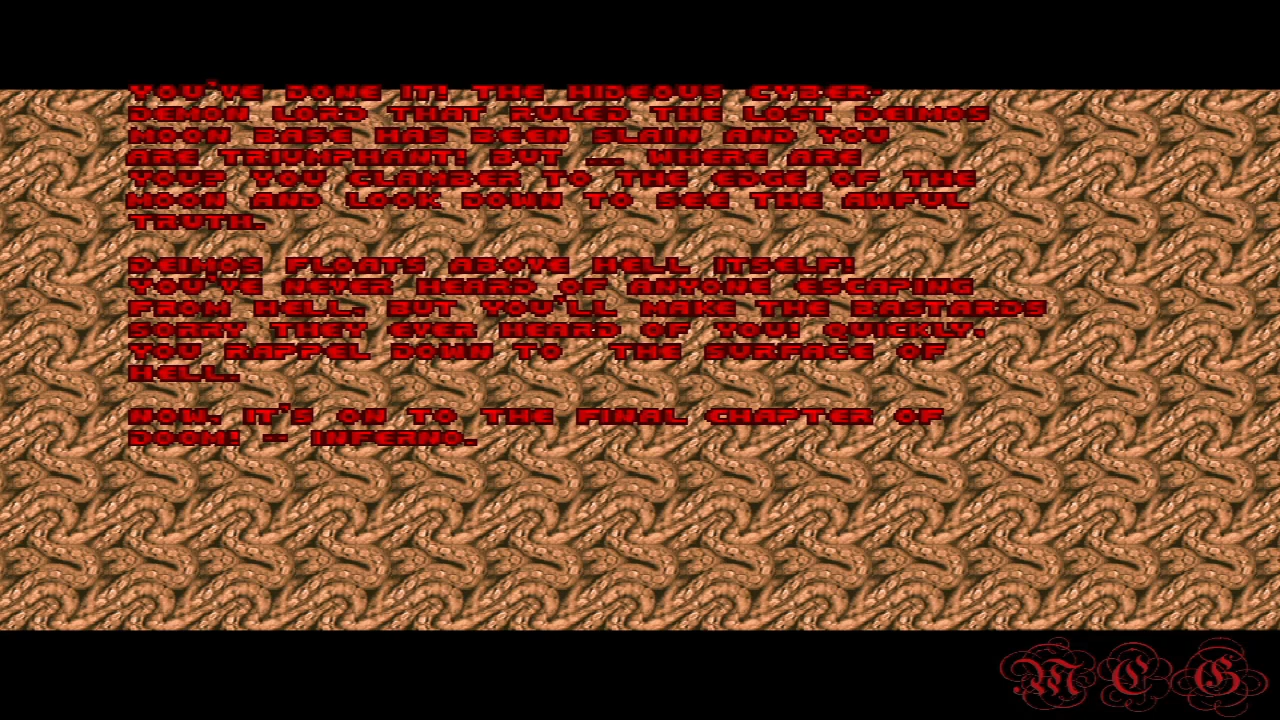 YOU'VE DONE IT! THE HIDEOUS CYBER-
DEMON LORD THAT RULED THE LOST DEIMOS
MOON BASE HAS BEEN SLAIN AND YOU
ARE TRIUMPHANT! BUT ... WHERE ARE
YOU? YOU CLAMBER TO THE EDGE OF THE
MOON AND LOOK DOWN TO SEE THE AWFUL
TRUTH.
DEIMOS FLOATS ABOVE HELL ITSELF!
YOU'VE NEVER HEARD OF ANYONE ESCAPING
FROM HELL, BUT YOU'LL MAKE THE BASTARDS
SORRY THEY EVER HEARD OF YOU! QUICKLY,
YOU RAPPEL DOWN TO THE SURFACE OF
HELL.
NOW, IT'S ON TO THE FINAL CHAPTER OF
DOOM! -- INFERNO.
MCG